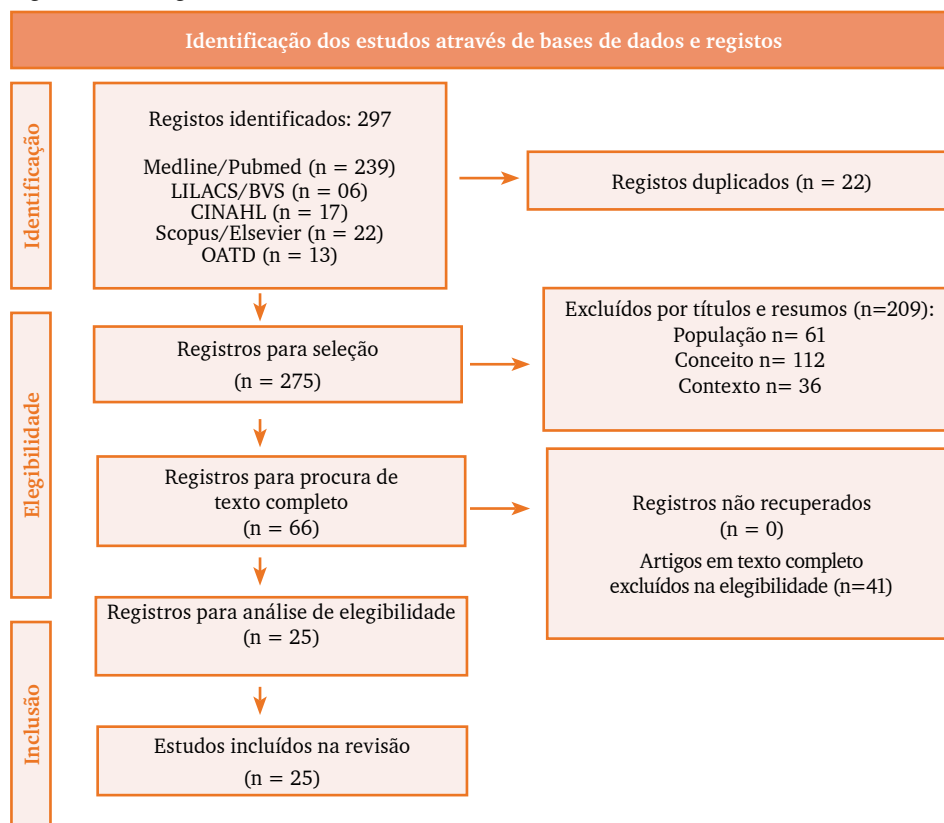 Identificação dos estudos através de bases de dados e registos
Identificação
Registos identificados: 297
Medline/Pubmed (n = 239)
LILACS/BVS (n = 06)
CINAHL (n = 17)
Scopus/Elsevier (n = 22)
OATD (n = 13)
Registos duplicados (n = 22)
Elegibilidade
Registros para seleção
(n = 275)
Excluídos por títulos e resumos (n=209):
População n= 61
Conceito n= 112
Contexto n= 36
Registros para procura de
texto completo
(n = 66)
Registros não recuperados
(n = 0)
Artigos em texto completo
excluídos na elegibilidade (n=41)
Registros para análise de elegibilidade
(n = 25)
Inclusão
Estudos incluídos na revisão
(n = 25)